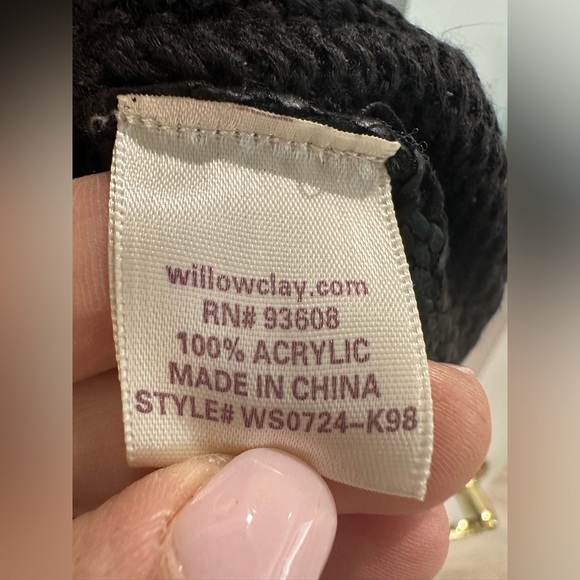 willowclay.com
RN# 93608
100% ACRYLIC
MADE IN CHINA
STYLE# WS0724-K98